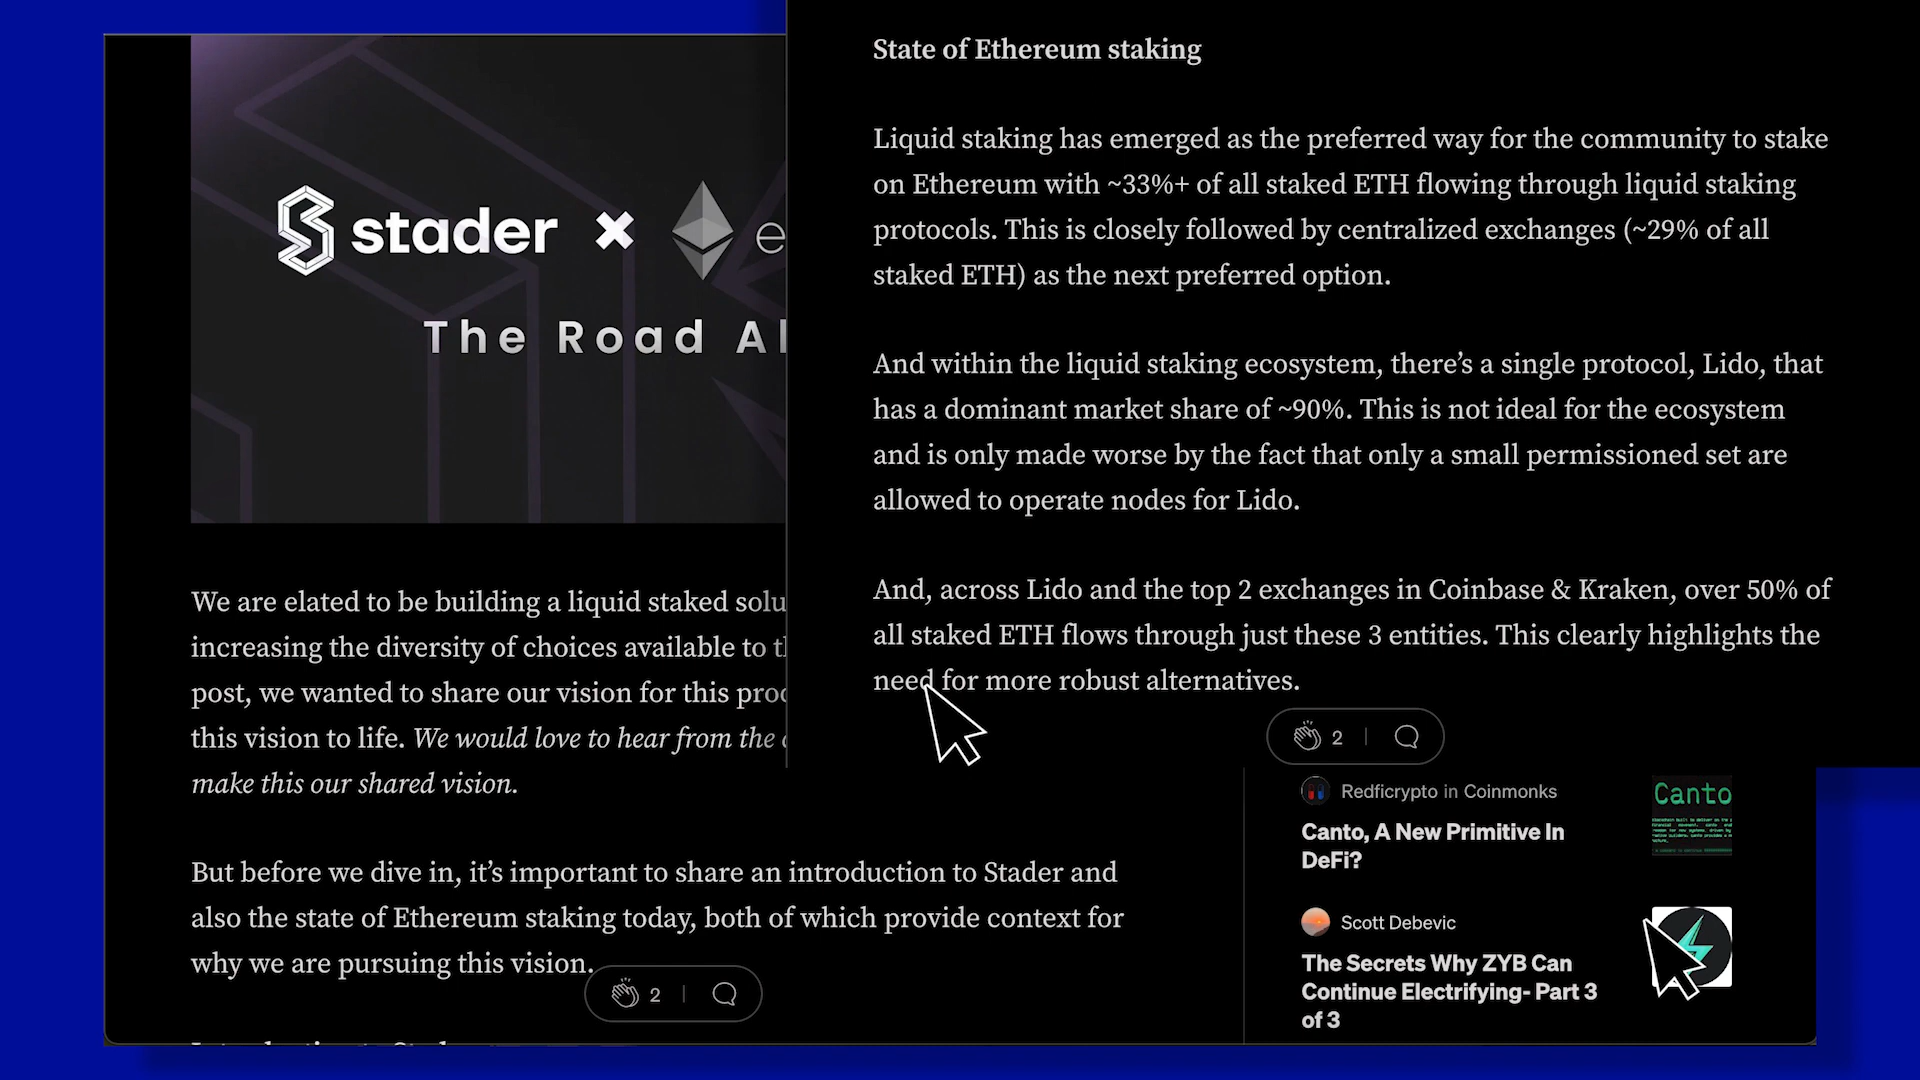 stader
The Road
We are elated to be building a liquid staked
increasing the diversity of choices available to
post, we wanted to share our vision for this
this vision to life. We would love to hear from the
make this our shared vision.
But before we dive in, it's important to share an introduction to Stader and
also the state of Ethereum staking today, both of which provide context for
why we are pursuing this vision.
2
State of Ethereum staking
Liquid staking has emerged as the preferred way for the community to stake
on Ethereum with ~33%+ of all staked ETH flowing through liquid staking
protocols. This is closely followed by centralized exchanges (~29% of all
staked ETH) as the next preferred option.
And within the liquid staking ecosystem, there's a single protocol, Lido, that
has a dominant market share of ~90%. This is not ideal for the ecosystem
and is only made worse by the fact that only a small permissioned set are
allowed to operate nodes for Lido.
And, across Lido and the top 2 exchanges in Coinbase & Kraken, over 50% of
all staked ETH flows through just these 3 entities. This clearly highlights the
need for more robust alternatives.
2
Redficrypto in Coinmonks
Canto, A New Primitive In
DeFi?
Canto
Scott Debevic
The Secrets Why ZYB Can
Continue Electrifying- Part 3
of 3